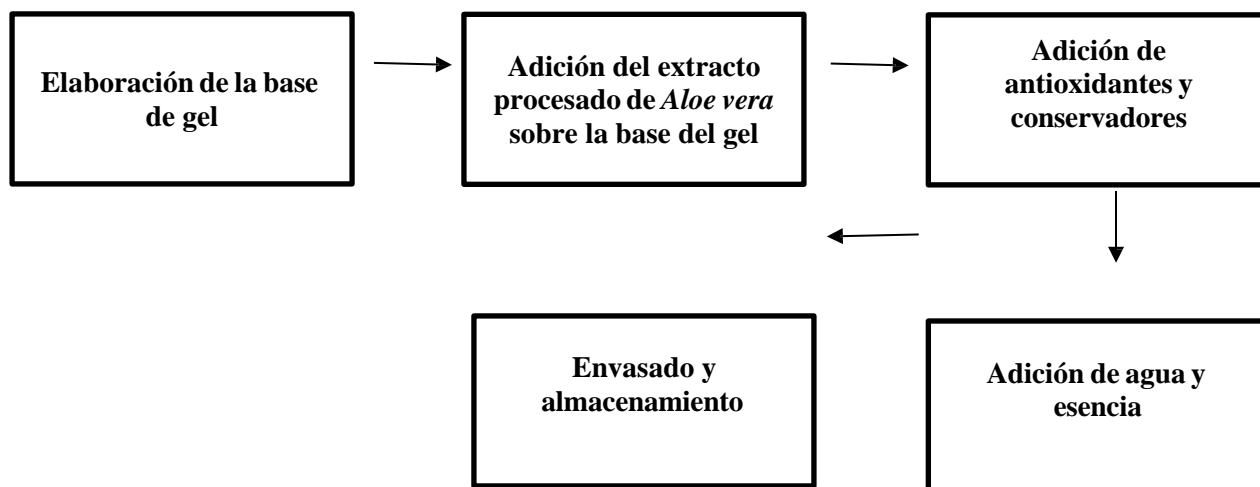 Elaboración de la base
de gel
Adición del extracto
procesado de Aloe vera
sobre la base del gel
Adición de
antioxidantes y
conservadores
Envasado y
almacenamiento
Adición de agua y
esencia